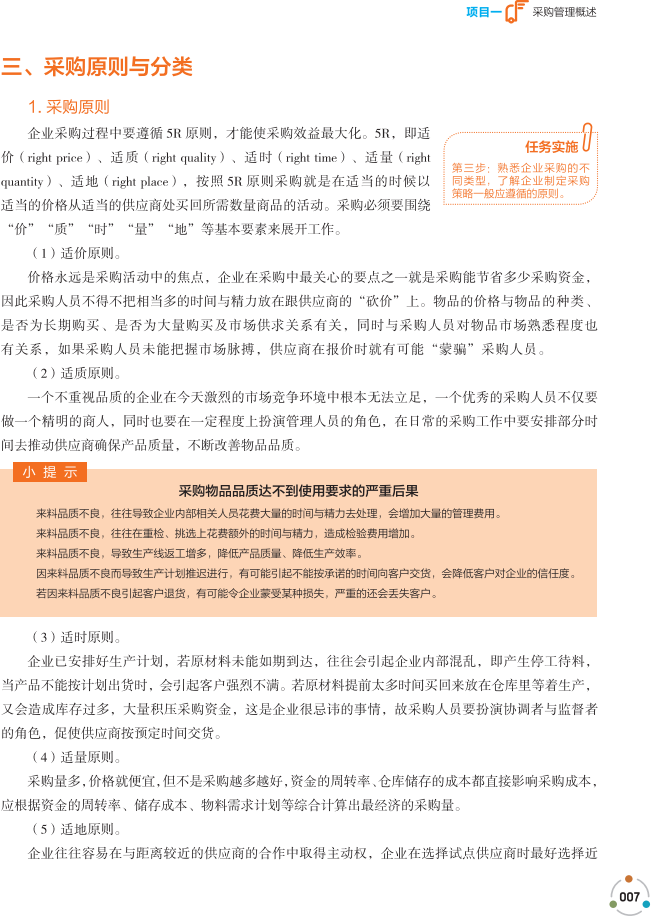 项目一 采购管理概述
三、采购原则与分类
1. 采购原则
企业采购过程中要遵循 5R 原则，才能使采购效益最大化。5R，即适
价（right price）、适质（right quality）、适时（right time）、适量（right
quantity）、适地（right place），按照 5R 原则采购就是在适当的时候以
适当的价格从适当的供应商处买回所需数量商品的活动。采购必须要围绕
“价”“质”“时”“量”“地”等基本要素来展开工作。
任务实施
第三步：熟悉企业采购的不
同类型，了解企业制定采购
策略一般应遵循的原则。
（1）适价原则。
价格永远是采购活动中的焦点，企业在采购中最关心的要点之一就是采购能节省多少采购资金，
因此采购人员不得不把相当多的时间与精力放在跟供应商的“砍价”上。物品的价格与物品的种类、
是否为长期购买、是否为大量购买及市场供求关系有关，同时与采购人员对物品市场熟悉程度也
有关系，如果采购人员未能把握市场脉搏，供应商在报价时就有可能“蒙骗”采购人员。
（2）适质原则。
一个不重视品质的企业在今天激烈的市场竞争环境中根本无法立足，一个优秀的采购人员不仅要
做一个精明的商人，同时也要在一定程度上扮演管理人员的角色，在日常的采购工作中要安排部分时
间去推动供应商确保产品质量，不断改善物品品质。
小提示
采购物品品质达不到使用要求的严重后果
来料品质不良，往往导致企业内部相关人员花费大量的时间与精力去处理，会增加大量的管理费用。
来料品质不良，往往在重检、挑选上花费额外的时间与精力，造成检验费用增加。
来料品质不良，导致生产线返工增多，降低产品质量、降低生产效率。
因来料品质不良而导致生产计划推迟进行，有可能引起不能按承诺的时间向客户交货，会降低客户对企业的信任度。
若因来料品质不良引起客户退货，有可能令企业蒙受某种损失，严重的还会丢失客户。
（3）适时原则。
企业已安排好生产计划，若原材料未能如期到达，往往会引起企业内部混乱，即产生停工待料，
当产品不能按计划出货时，会引起客户强烈不满。若原材料提前太多时间买回来放在仓库里等着生产，
又会造成库存过多，大量积压采购资金，这是企业很忌讳的事情，故采购人员要扮演协调者与监督者
的角色，促使供应商按预定时间交货。
（4）适量原则。
采购量多，价格就便宜，但不是采购越多越好，资金的周转率、仓库储存的成本都直接影响采购成本，
应根据资金的周转率、储存成本、物料需求计划等综合计算出最经济的采购量。
（5）适地原则。
企业往往容易在与距离较近的供应商的合作中取得主动权，企业在选择试点供应商时最好选择近
007